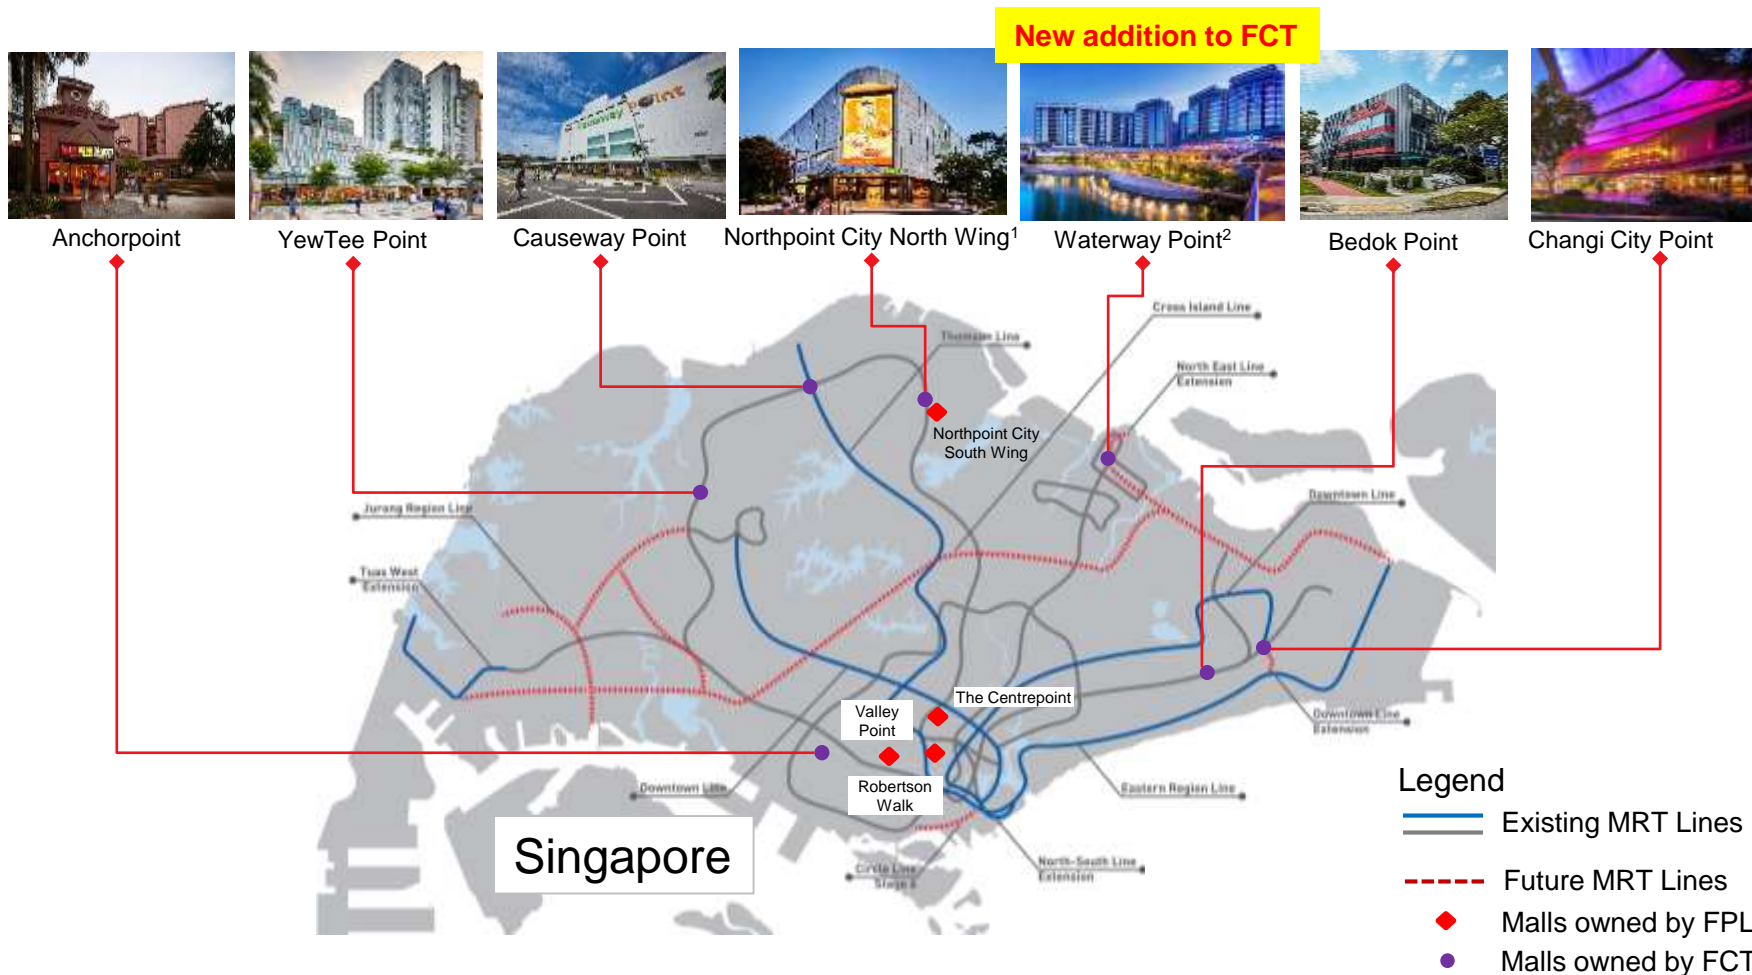 New addition to FCT
Causeway Point
Anchorpoint
YewTee Point
Causeway Point
Northpoint City North Wing¹
Waterway Point²
Bedok Point
Changi City Point
Cross Island Line
Thomson Line
North East Line
Extension
Northpoint City
South Wing
Downtown Line
Jurong Region Line
Tuas West
Extension
The Centrepoint
Valley
Point
Downtown Line
Extension
Robertson
Walk
Downtown Line
Eastern Region Line
Circle Line
Stage 6
North-South Line
Extension
Singapore
Legend
Existing MRT Lines
Future MRT Lines
Malls owned by FPL
Malls owned by FCT